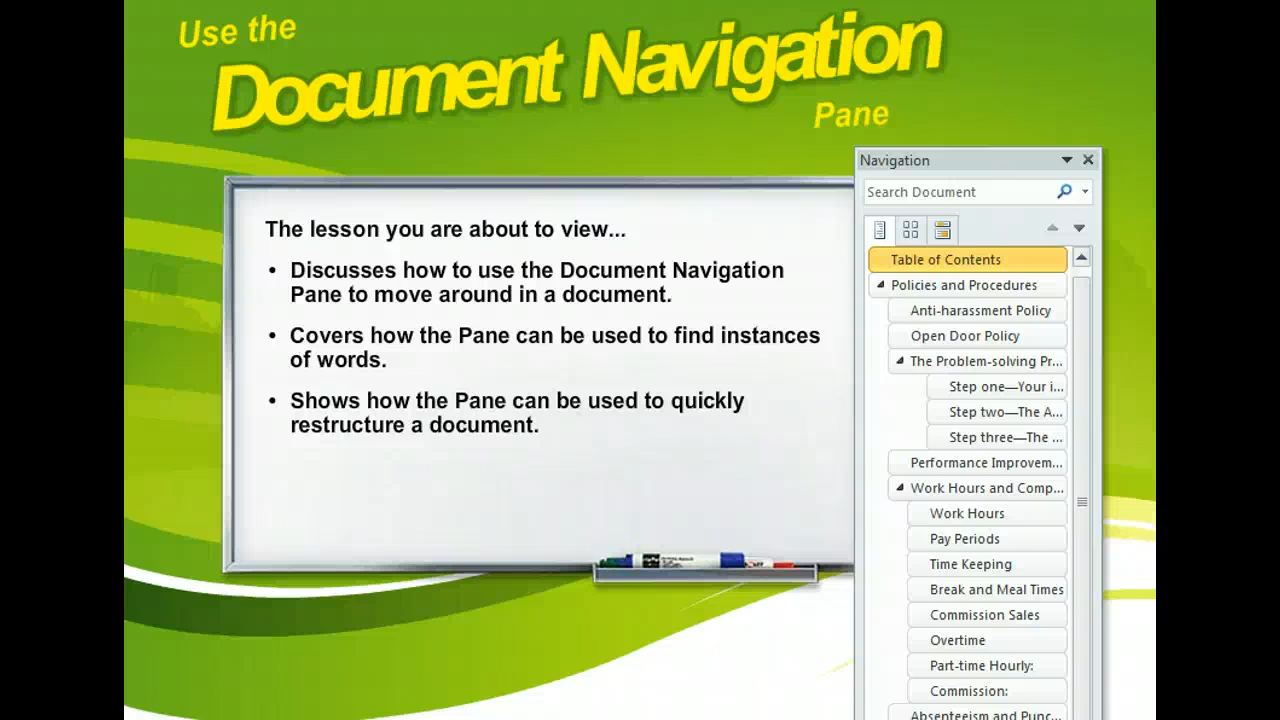 Use the
Document Navigation
Pane
The lesson you are about to view...
• Discusses how to use the Document Navigation
Pane to move around in a document.
• Covers how the Pane can be used to find instances
of words.
• Shows how the Pane can be used to quickly
restructure a document.
Navigation
Search Document
Table of Contents
Policies and Procedures
Anti-harassment Policy
Open Door Policy
The Problem-solving Pr...
Step one—Your i...
Step two—The A...
Step three—The ...
Performance Improvem...
Work Hours and Comp...
Work Hours
Pay Periods
Time Keeping
Break and Meal Times
Commission Sales
Overtime
Part-time Hourly:
Commission:
Absenteeism and Punc...